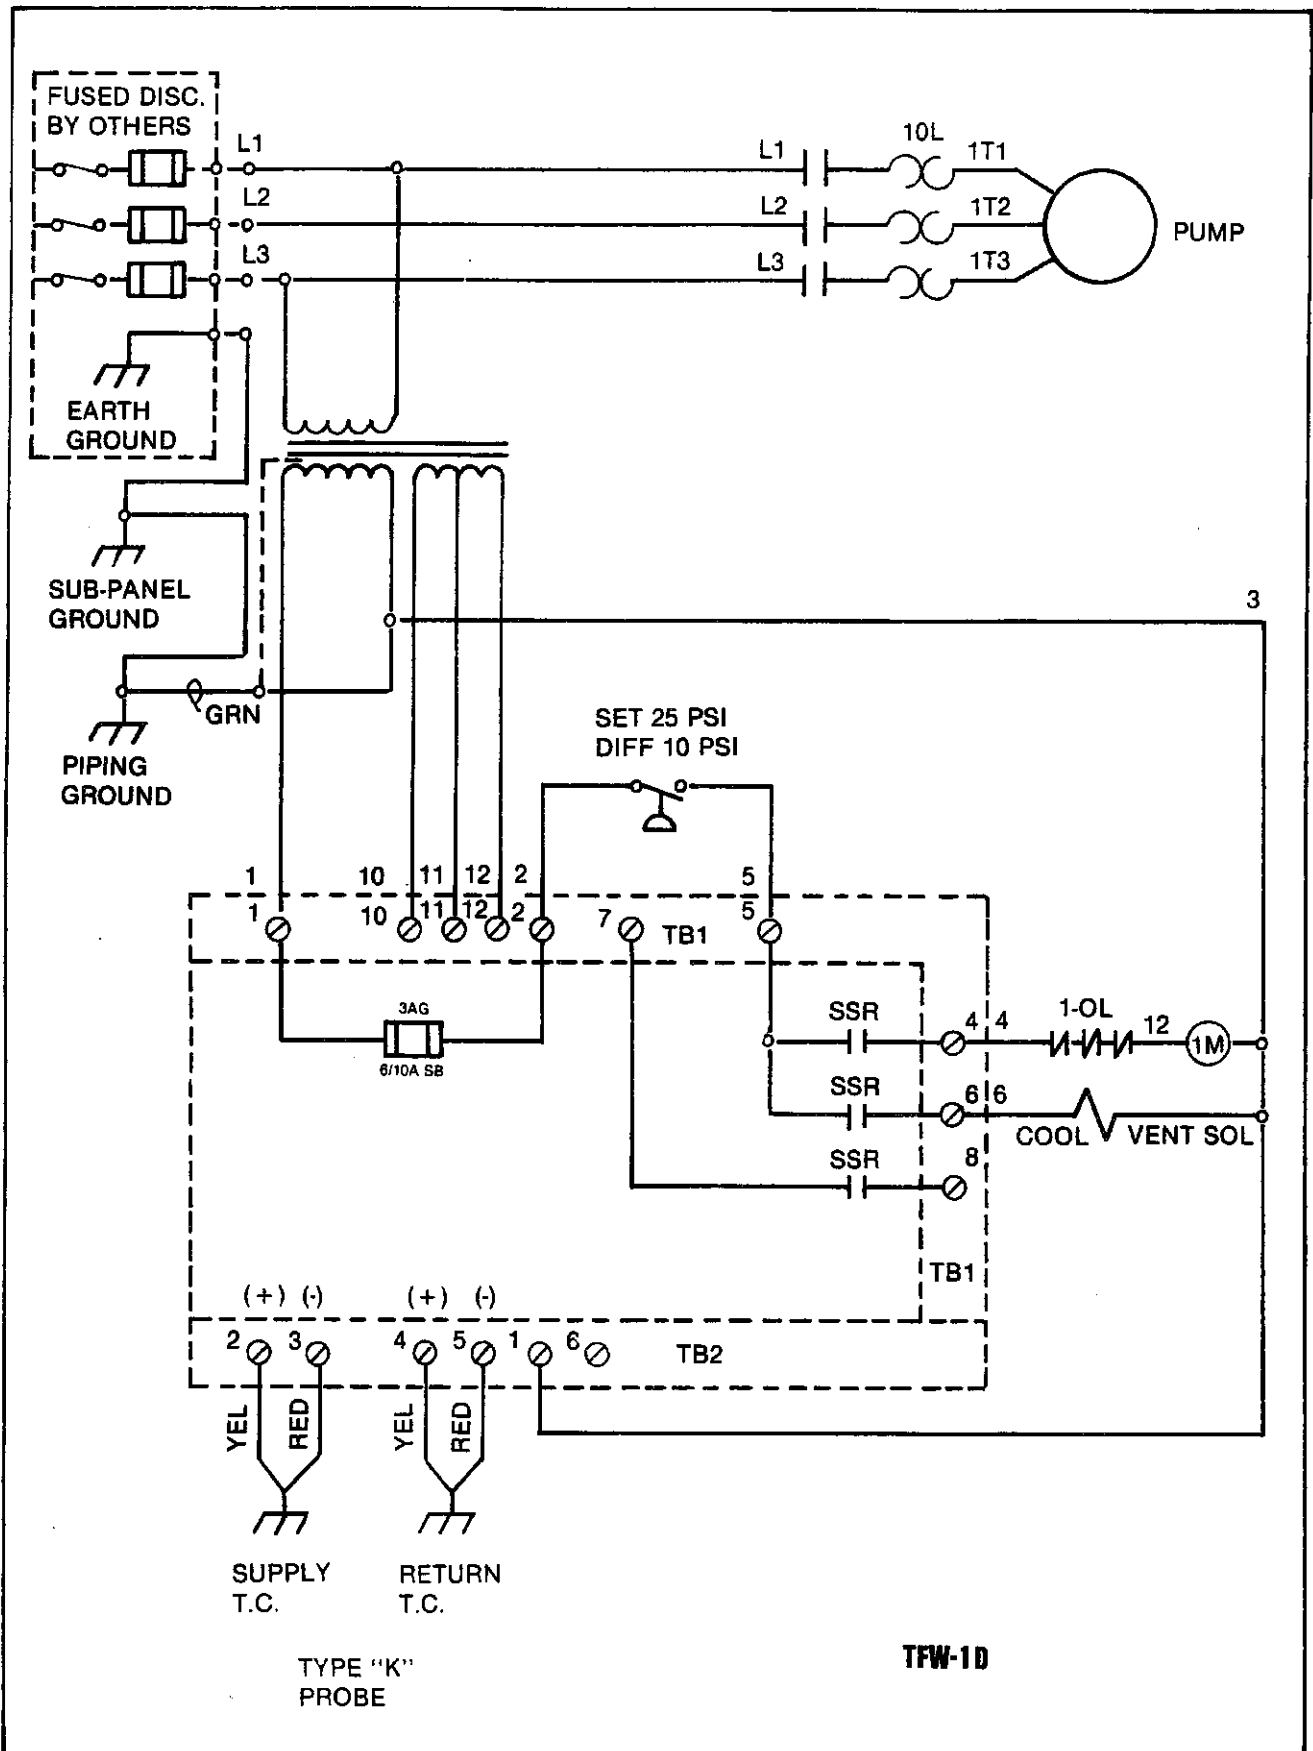 FUSED DISC.
BY OTHERS
L1
L2
L3
L1
L2
L3
10L
1T1
1T2
1T3
PUMP
EARTH
GROUND
SUB-PANEL
GROUND
3
GRN
PIPING
GROUND
SET 25 PSI
DIFF 10 PSI
1 10 11 12 2 5
1 10 11 12 2 7 TB1 5
3AG
6/10A SB
SSR
4 4 1-OL 12 1M
SSR
6 6
COOL VENT SOL
SSR
8
TB1
(+) (-) (+) (-)
2 3 4 5 1 6 TB2
YEL RED YEL RED
SUPPLY
T.C.
RETURN
T.C.
TYPE "K"
PROBE
TFW-1D